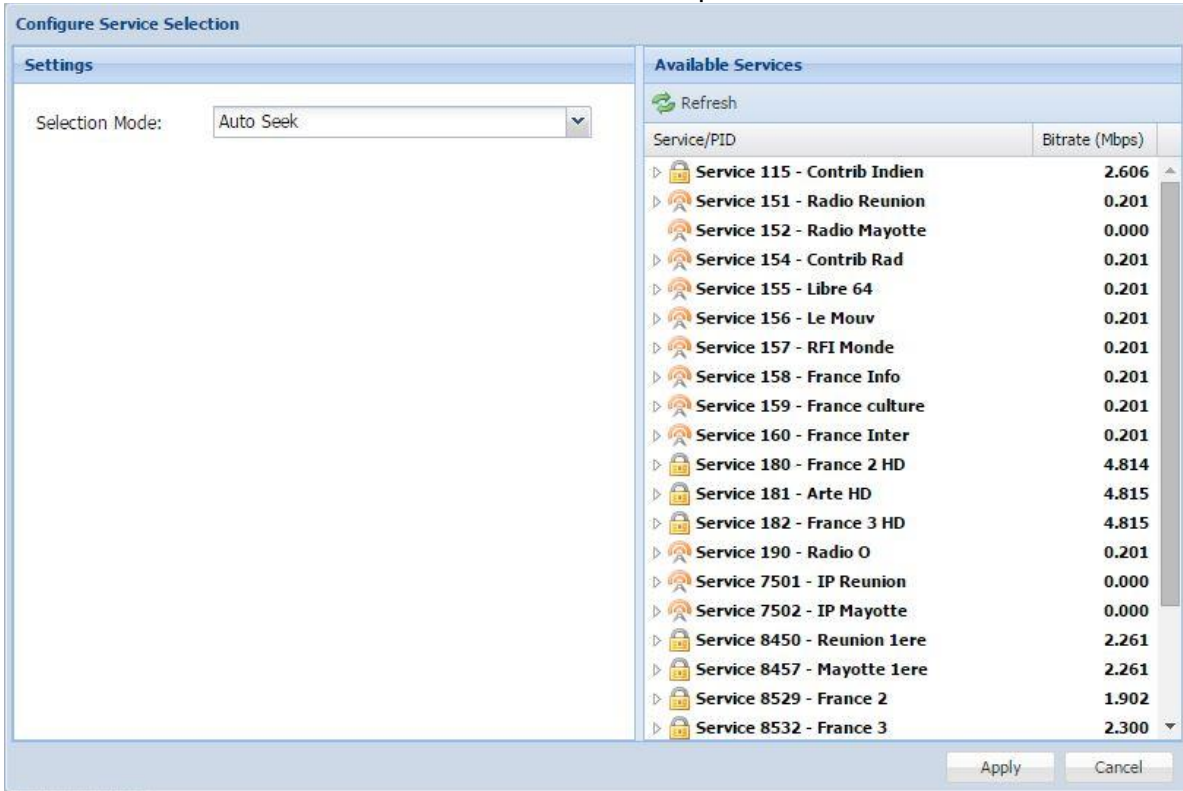 Configure Service Selection
Settings
Selection Mode: Auto Seek
Available Services
Refresh
Service/PID Bitrate (Mbps)
Service 115 - Contrib Indien 2.606
Service 151 - Radio Reunion 0.201
Service 152 - Radio Mayotte 0.000
Service 154 - Contrib Rad 0.201
Service 155 - Libre 64 0.201
Service 156 - Le Mouv 0.201
Service 157 - RFI Monde 0.201
Service 158 - France Info 0.201
Service 159 - France culture 0.201
Service 160 - France Inter 0.201
Service 180 - France 2 HD 4.814
Service 181 - Arte HD 4.815
Service 182 - France 3 HD 4.815
Service 190 - Radio O 0.201
Service 7501 - IP Reunion 0.000
Service 7502 - IP Mayotte 0.000
Service 8450 - Reunion 1ere 2.261
Service 8457 - Mayotte 1ere 2.261
Service 8529 - France 2 1.902
Service 8532 - France 3 2.300
Apply Cancel